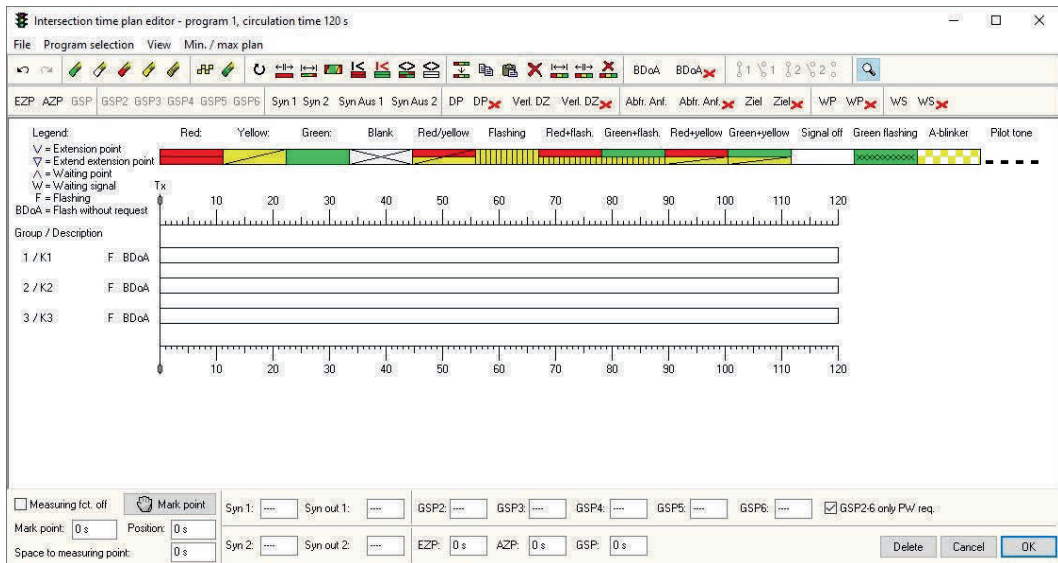 Intersection time plan editor - program 1, circulation time 120 s
File Program selection View Min. / max plan
BDoA BDoA 1 1 2 2
EZP AZP GSP GSP2 GSP3 GSP4 GSP5 GSP6 Syn 1 Syn 2 Syn Aus 1 Syn Aus 2 DP DP Verl. DZ Verl. DZ Abfr. Anf. Abfr. Anf. Ziel Ziel WP WP WS WS
Legend: Red: Yellow: Green: Blank Red/yellow Flashing Red+flash. Green+flash. Red+yellow Green+yellow Signal off Green flashing A-blinker Pilot tone
V = Extension point
∇ = Extend extension point
Λ = Waiting point
W = Waiting signal
F = Flashing
BDoA = Flash without request
Tx
0 10 20 30 40 50 60 70 80 90 100 110 120
Group / Description
1 / K1 F BDoA
2 / K2 F BDoA
3 / K3 F BDoA
0 10 20 30 40 50 60 70 80 90 100 110 120
Measuring fct. off Mark point Syn 1: ---- Syn out 1: ---- GSP2: ---- GSP3: ---- GSP4: ---- GSP5: ---- GSP6: ---- GSP2-6 only PW req.
Mark point: 0 s Position: 0 s
Space to measuring point: 0 s Syn 2: ---- Syn out 2: ---- EZP: 0 s AZP: 0 s GSP: 0 s Delete Cancel OK